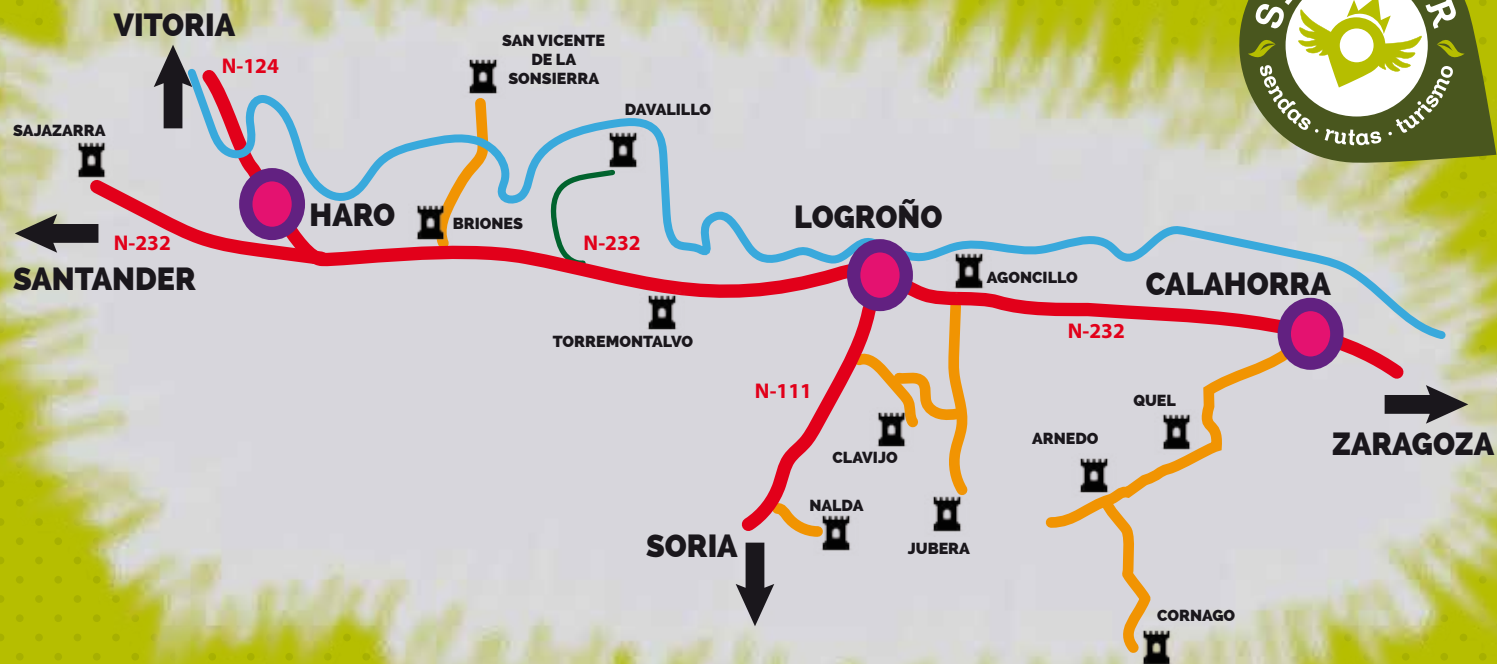 VITORIA
N-124
SAN VICENTE
DE LA
SONSIERRA
DAVALILLO
SAJAZARRA
HARO
BRIONES
N-232
SANTANDER
N-232
TORREMONTALVO
LOGROÑO
AGONCILLO
CALAHORRA
N-232
N-111
CLAVIJO
QUEL
ARNEDO
ZARAGOZA
NALDA
JUBERA
SORIA
CORNAGO
sendas · rutas · turismo